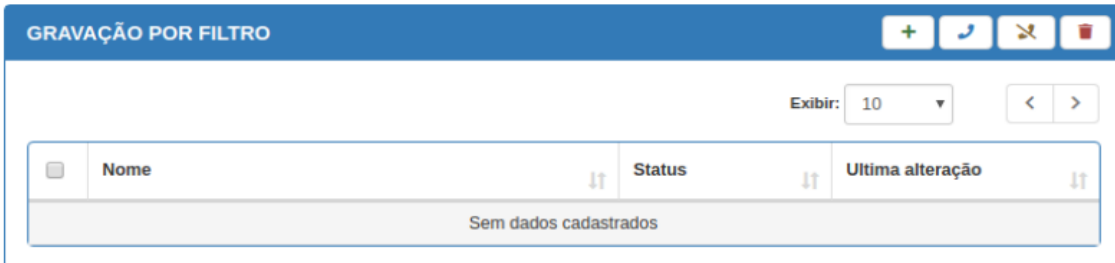 GRAVAÇÃO POR FILTRO
Exibir: 10
Nome Status Ultima alteração
Sem dados cadastrados